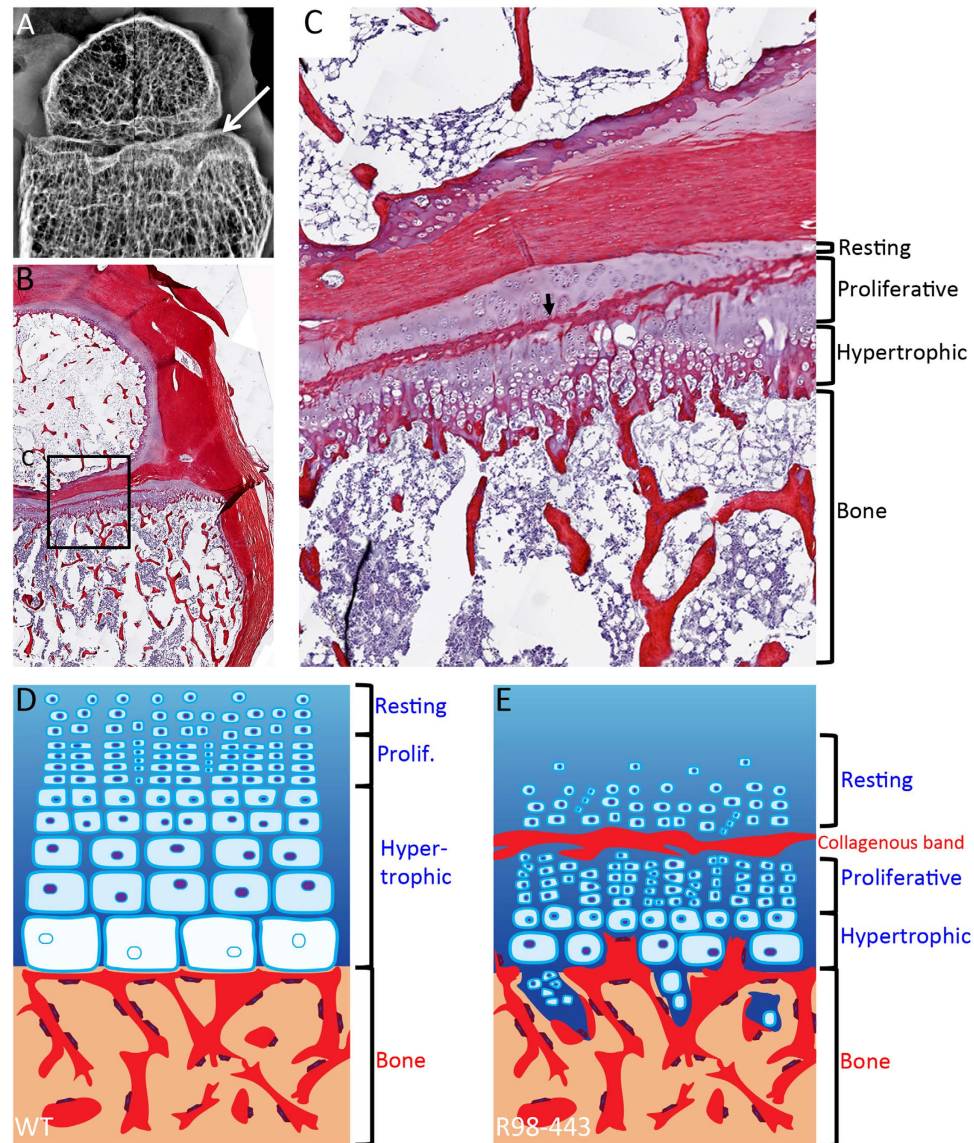 A
C
Resting
Proliferative
Hypertrophic
Bone
B
C
D
Resting
Prolif.
Hyper-
trophic
Bone
WT
E
Resting
Collagenous band
Proliferative
Hypertrophic
Bone
R98-443